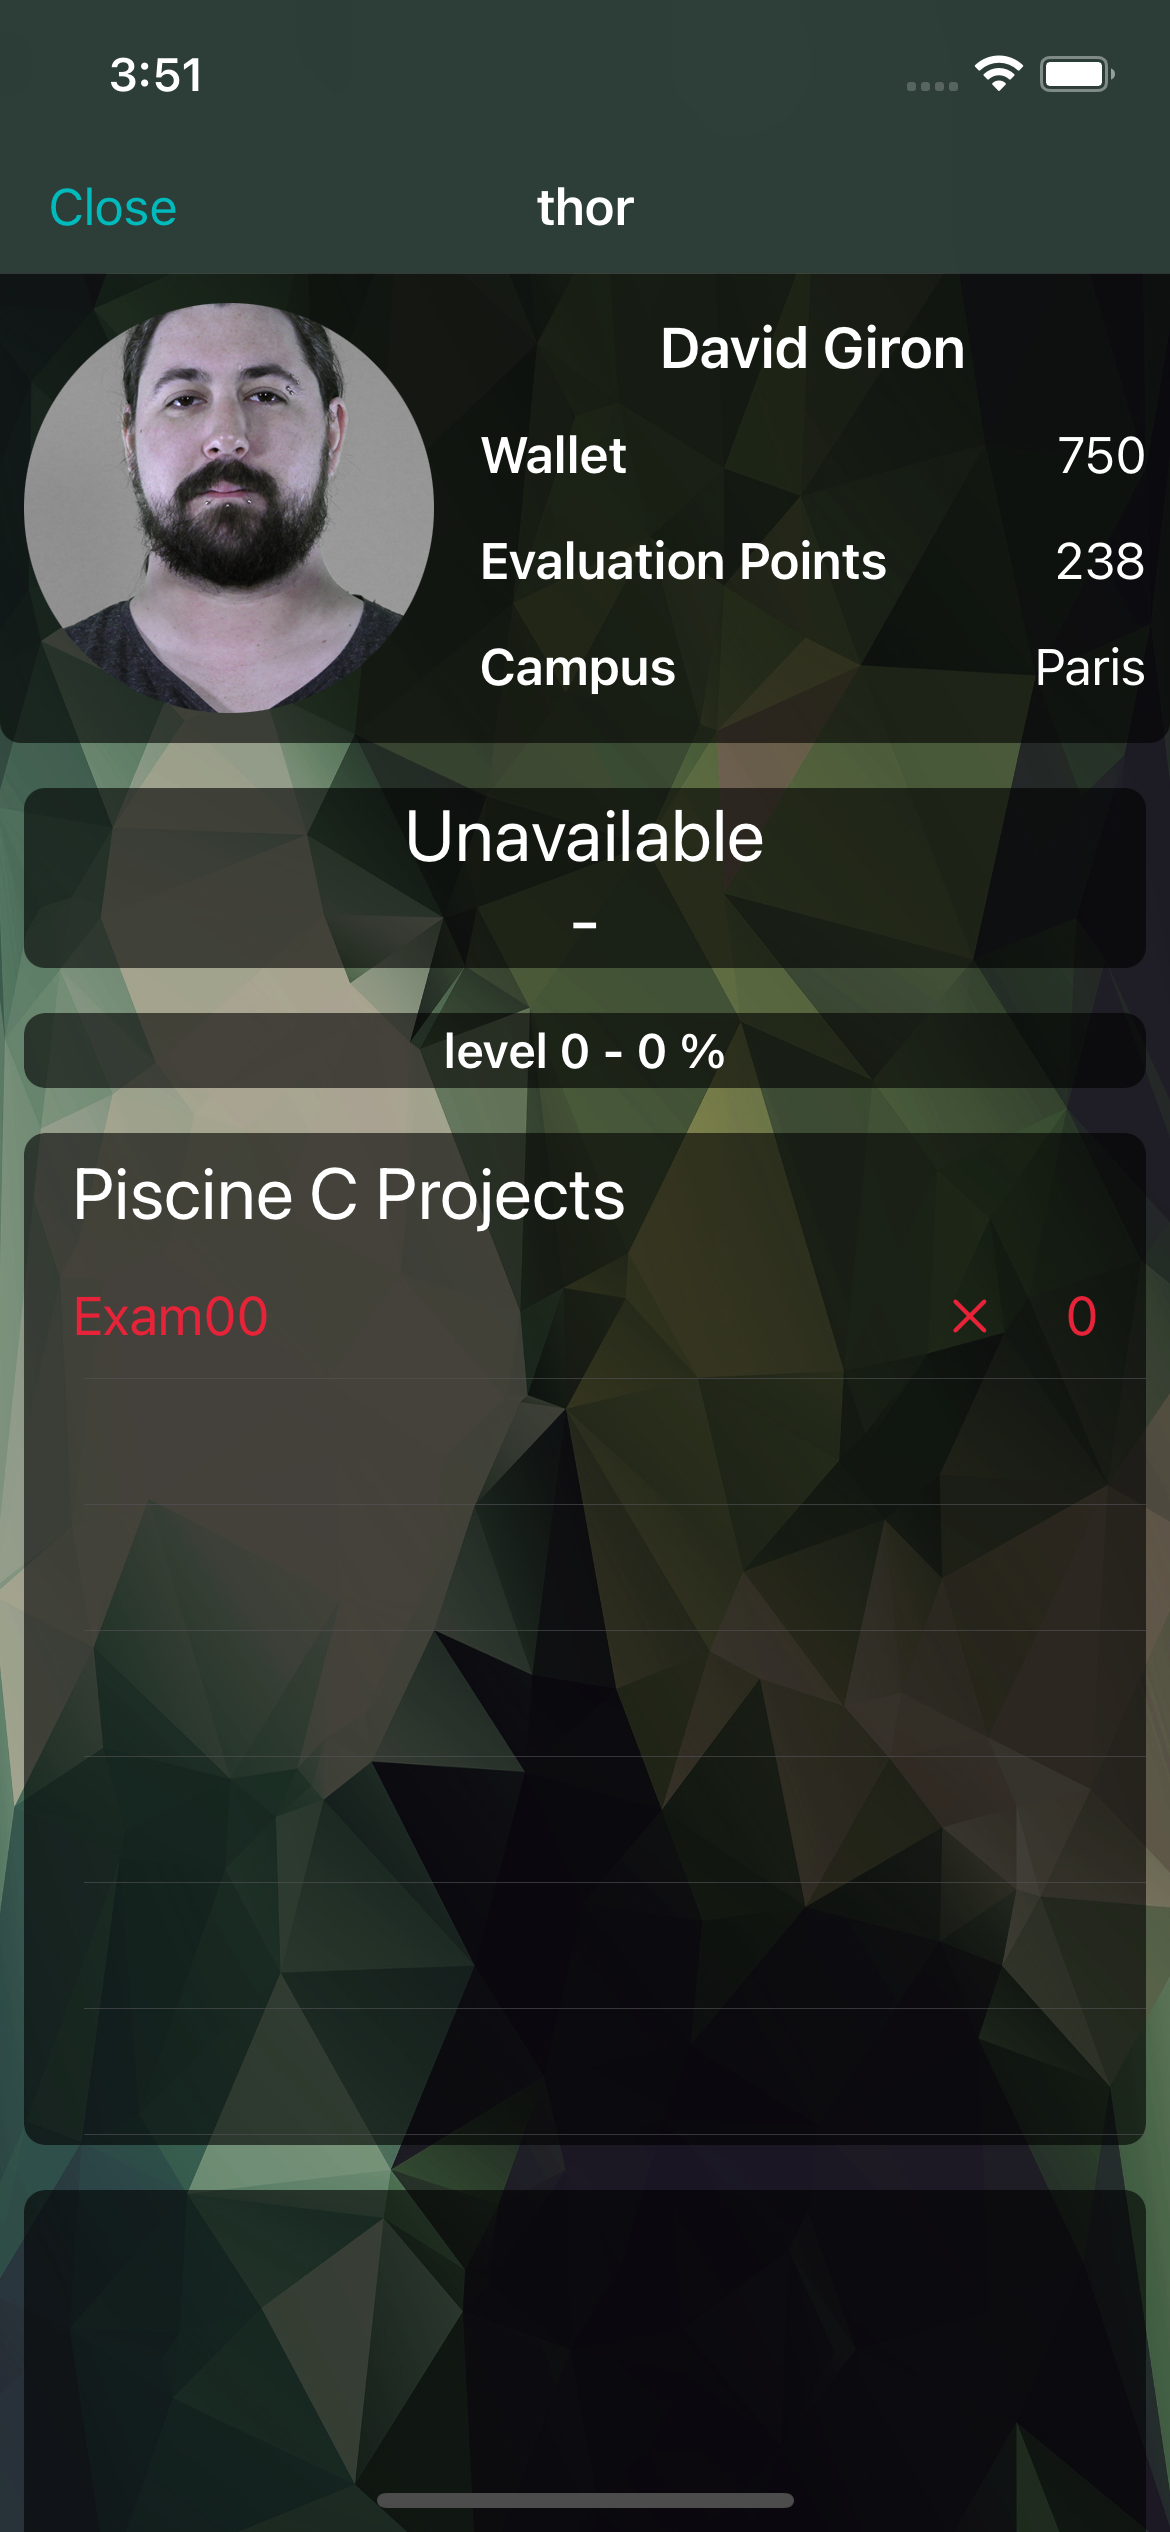 3:51
Close
thor
David Giron
Wallet 750
Evaluation Points 238
Campus Paris
Unavailable
-
level 0 - 0 %
Piscine C Projects
Exam00 × 0